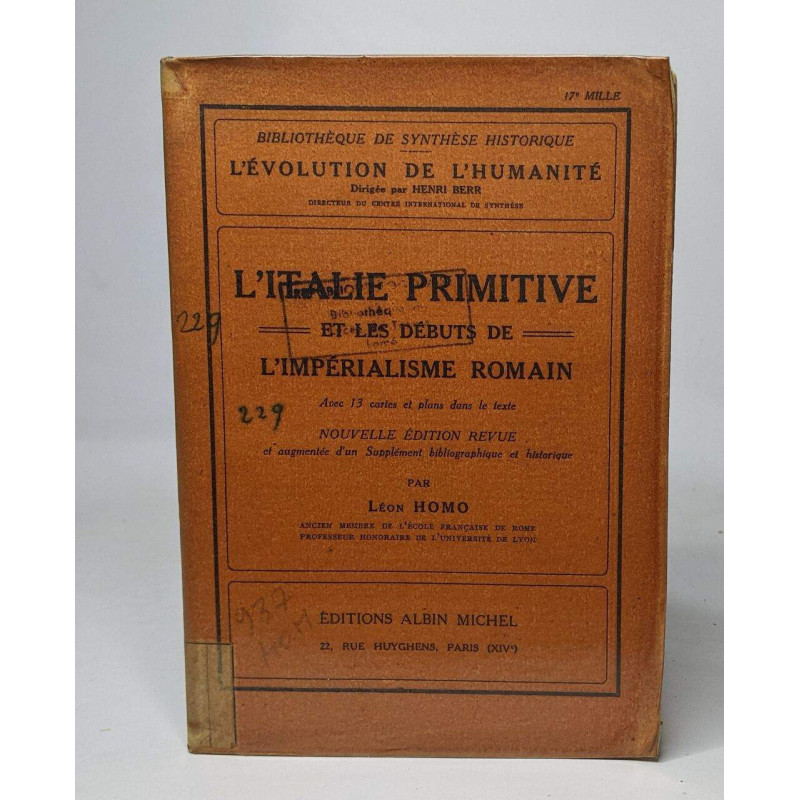 17e MILLE
BIBLIOTHÈQUE DE SYNTHÈSE HISTORIQUE
L'ÉVOLUTION DE L'HUMANITÉ
Dirigée par HENRI BERR
DIRECTEUR DU CENTRE INTERNATIONAL DE SYNTHÈSE
L'ITALIE PRIMITIVE
ET LES DÉBUTS DE
L'IMPÉRIALISME ROMAIN
229
Avec 13 cartes et plans dans le texte
229
NOUVELLE ÉDITION REVUE
et augmentée d'un Supplément bibliographique et historique
PAR
LÉON HOMO
ANCIEN MEMBRE DE L'ÉCOLE FRANÇAISE DE ROME
PROFESSEUR HONORAIRE DE L'UNIVERSITÉ DE LYON
937
HOM
ÉDITIONS ALBIN MICHEL
22, RUE HUYGHENS, PARIS (XIVe)